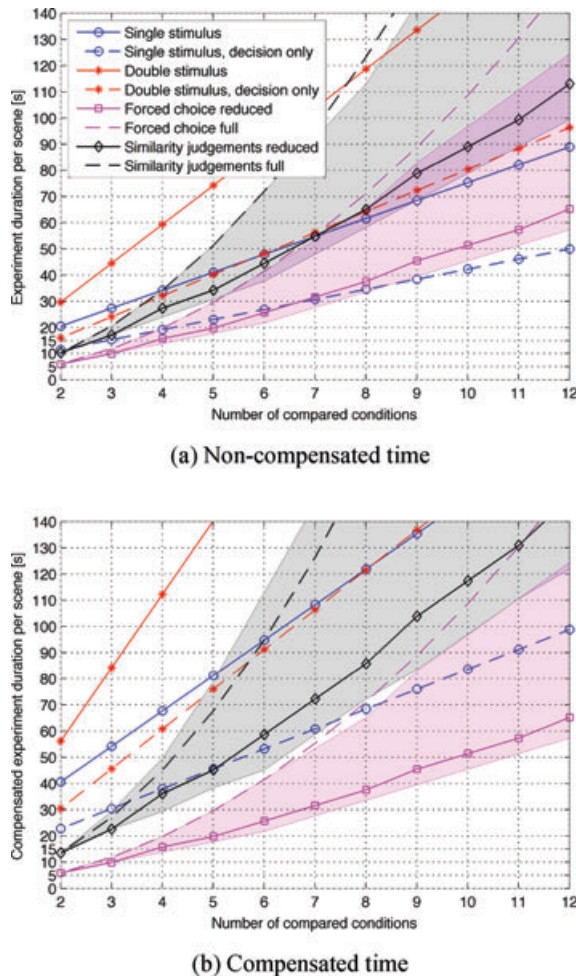 140
130
120
110
100
90
80
70
60
50
40
30
20
15
10
5
0
Experiment duration per scene [s]
Single stimulus
Single stimulus, decision only
Double stimulus
Double stimulus, decision only
Forced choice reduced
Forced choice full
Similarity judgements reduced
Similarity judgements full
2 3 4 5 6 7 8 9 10 11 12
Number of compared conditions
(a) Non-compensated time
140
130
120
110
100
90
80
70
60
50
40
30
20
15
10
5
0
Compensated experiment duration per scene [s]
2 3 4 5 6 7 8 9 10 11 12
Number of compared conditions
(b) Compensated time